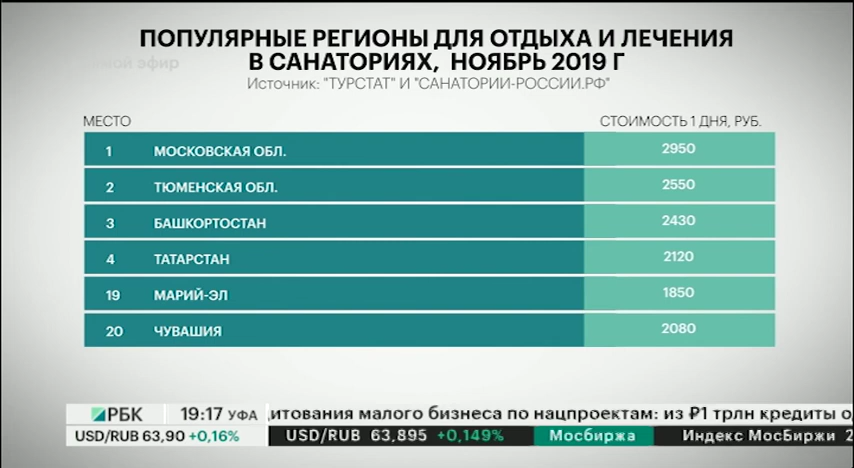 ПОПУЛЯРНЫЕ РЕГИОНЫ ДЛЯ ОТДЫХА И ЛЕЧЕНИЯ
В САНАТОРИЯХ, НОЯБРЬ 2019 Г
эфир
Источник: "ТУРСТАТ" И "САНАТОРИИ-РОССИИ.РФ"
МЕСТО СТОИМОСТЬ 1 ДНЯ, РУБ.
1 МОСКОВСКАЯ ОБЛ. 2950
2 ТЮМЕНСКАЯ ОБЛ. 2550
3 БАШКОРТОСТАН 2430
4 ТАТАРСТАН 2120
19 МАРИЙ-ЭЛ 1850
20 ЧУВАШИЯ 2080
РБК 19:17 УФА итования малого бизнеса по нацпроектам: из ₽1 трлн кредиты о
USD/RUB 63,90 +0,16% USD/RUB 63,895 +0,149% Мосбиржа Индекс МосБиржи 2